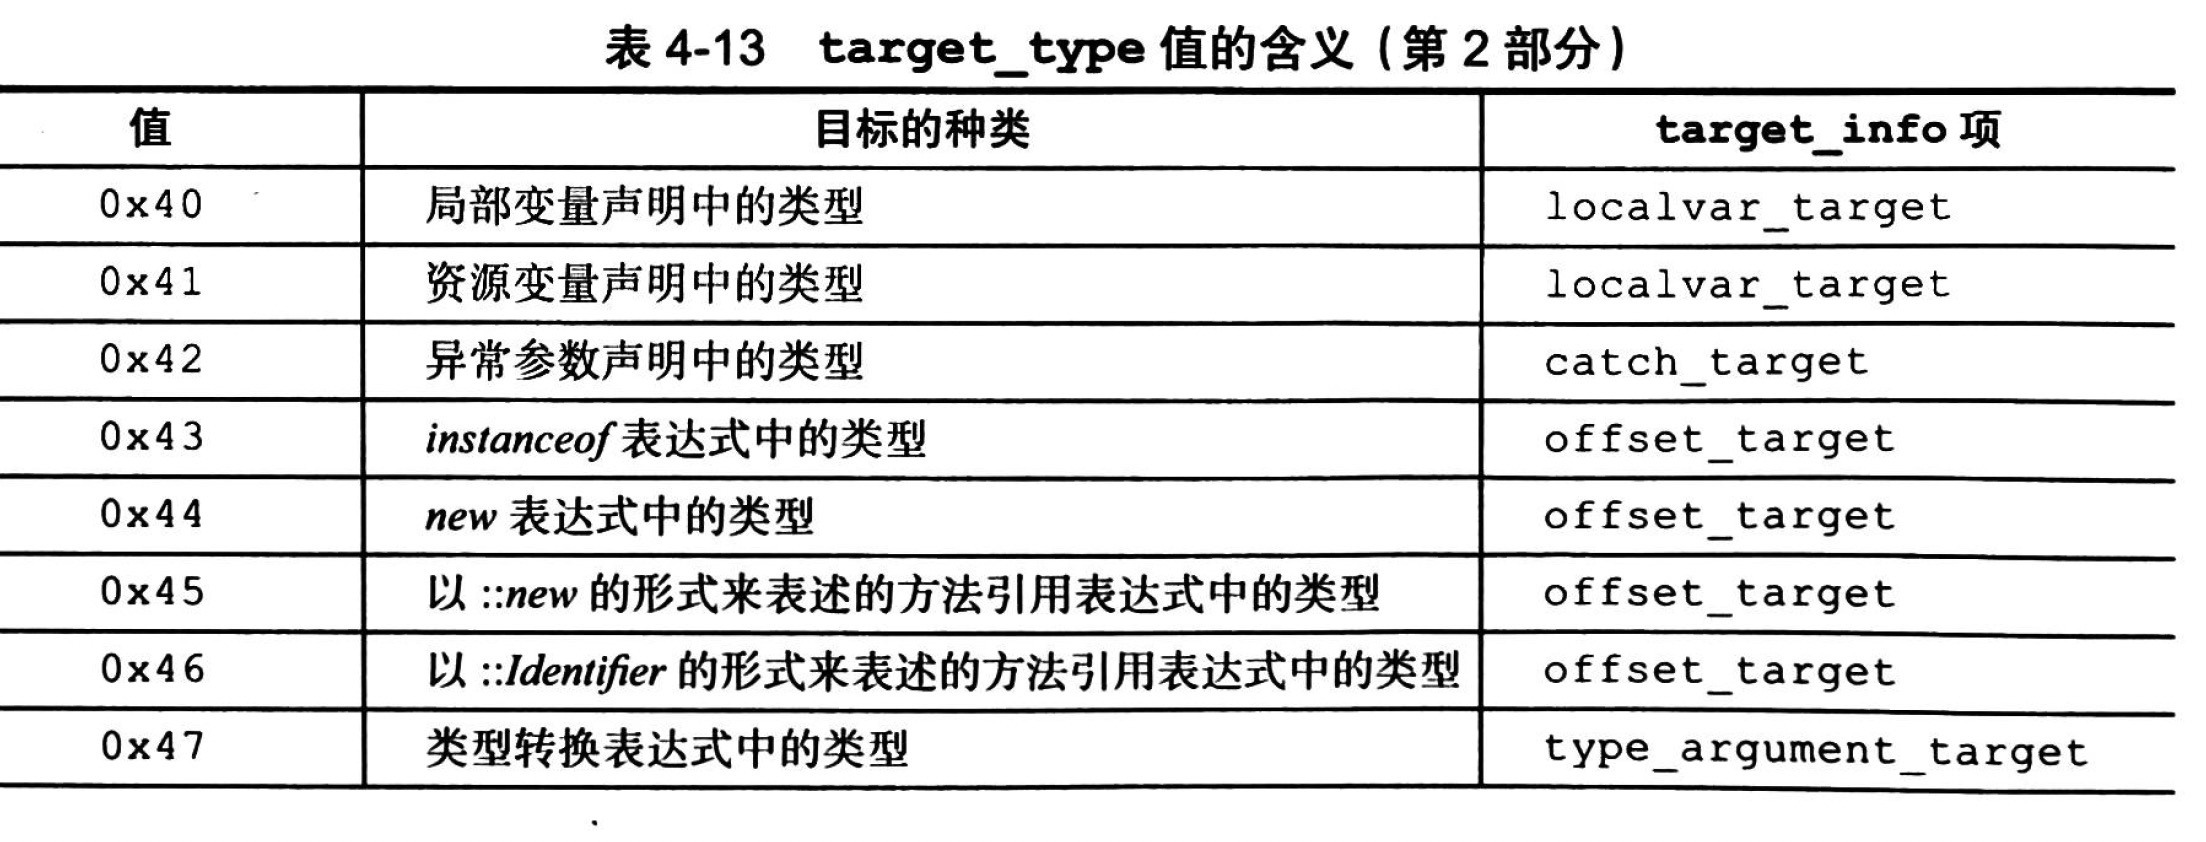 表 4-13 target_type 值的含义（第 2 部分）
值 目标的种类 target_info 项
0x40 局部变量声明中的类型 localvar_target
0x41 资源变量声明中的类型 localvar_target
0x42 异常参数声明中的类型 catch_target
0x43 instanceof 表达式中的类型 offset_target
0x44 new 表达式中的类型 offset_target
0x45 以 ::new 的形式来表述的方法引用表达式中的类型 offset_target
0x46 以 ::Identifier 的形式来表述的方法引用表达式中的类型 offset_target
0x47 类型转换表达式中的类型 type_argument_target